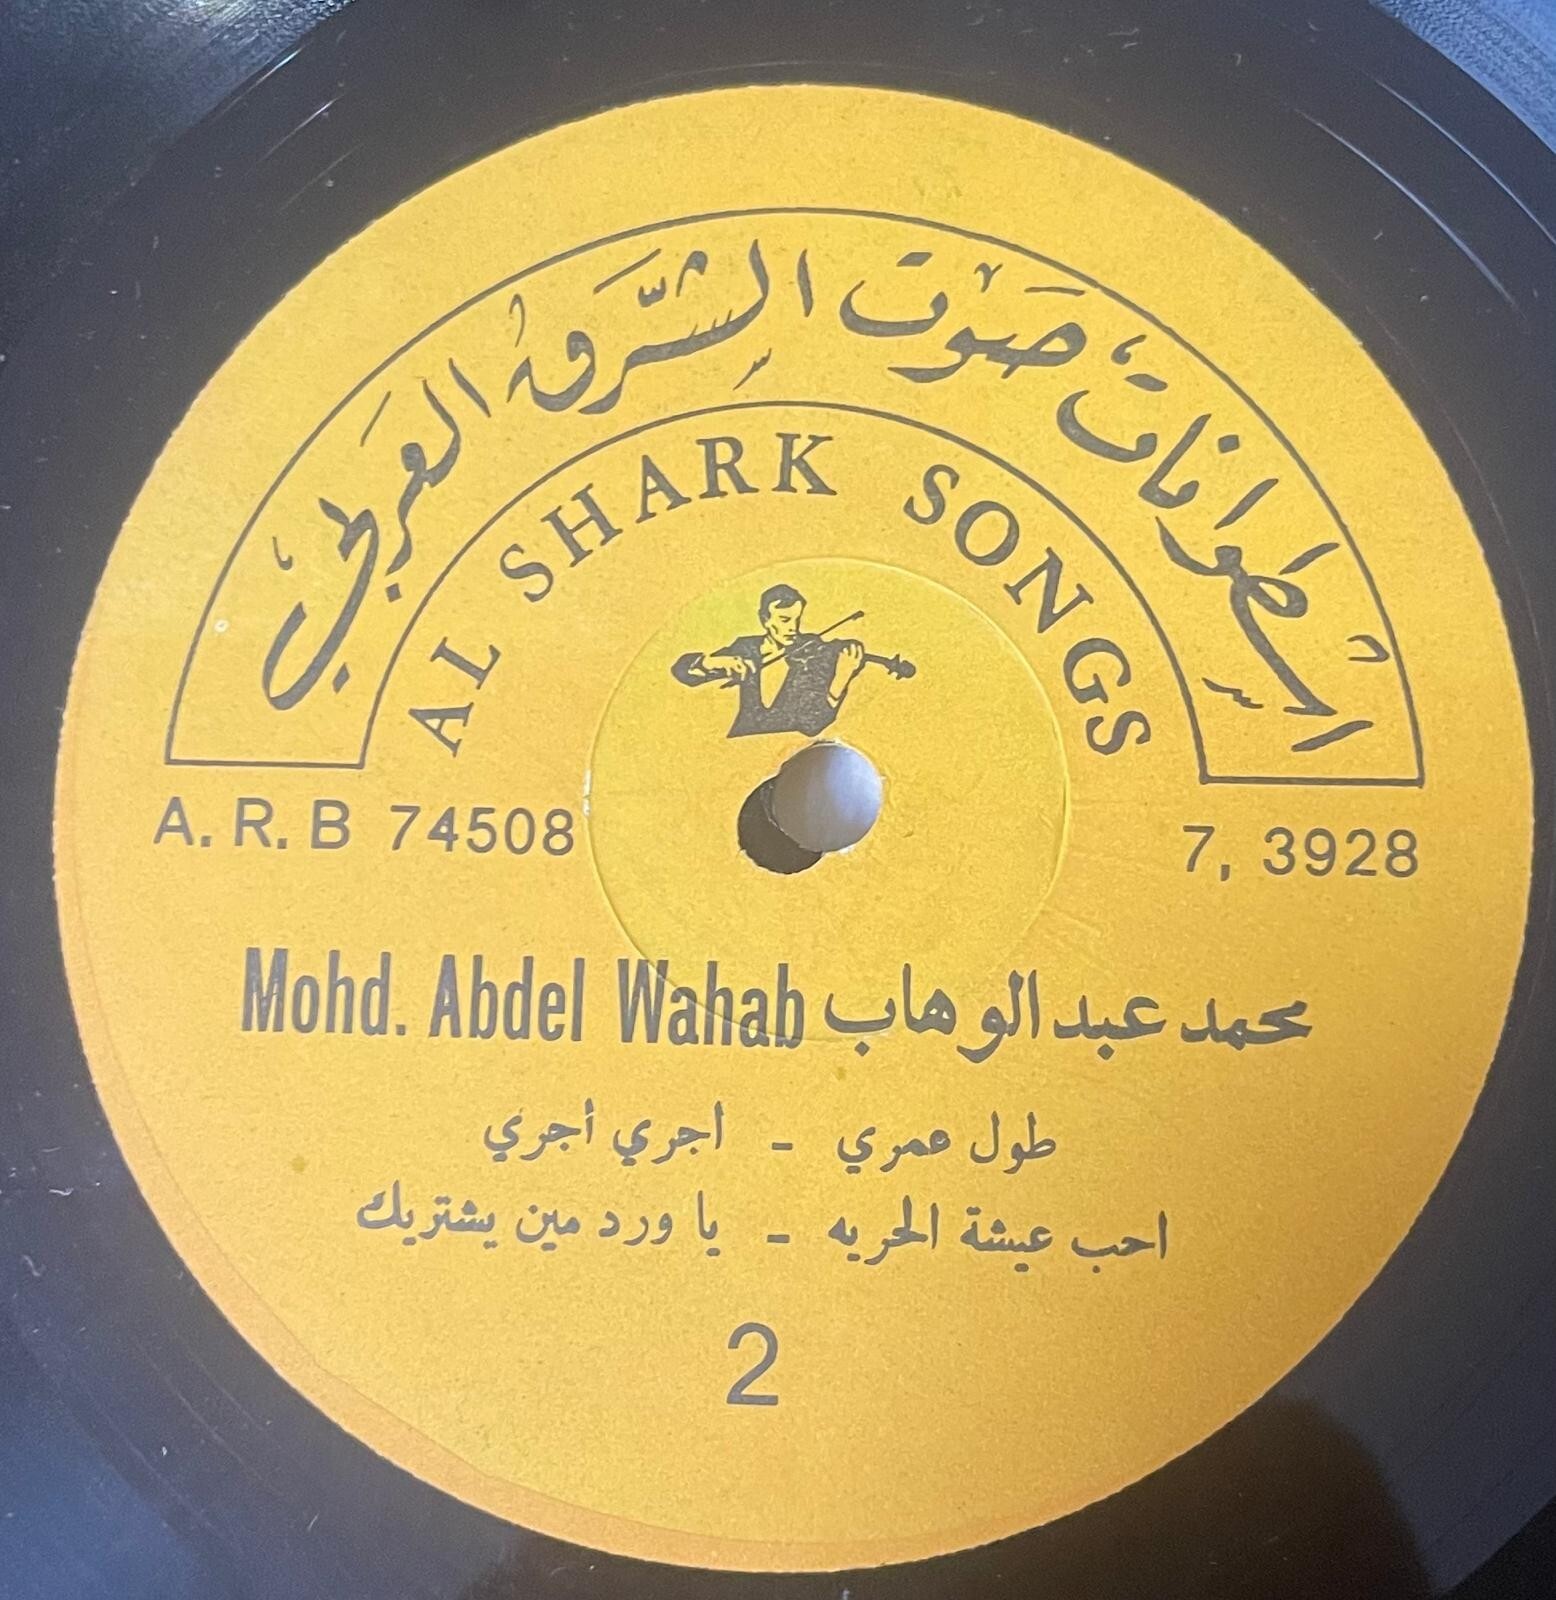 اسطوانات صوت الشرق العربي
AL SHARK SONGS
A. R. B 74508
7, 3928
Mohd. Abdel Wahab محمد عبد الوهاب
طول عمري - أجري أجري
احب عيشة الحريه - يا ورد مين يشتريك
2